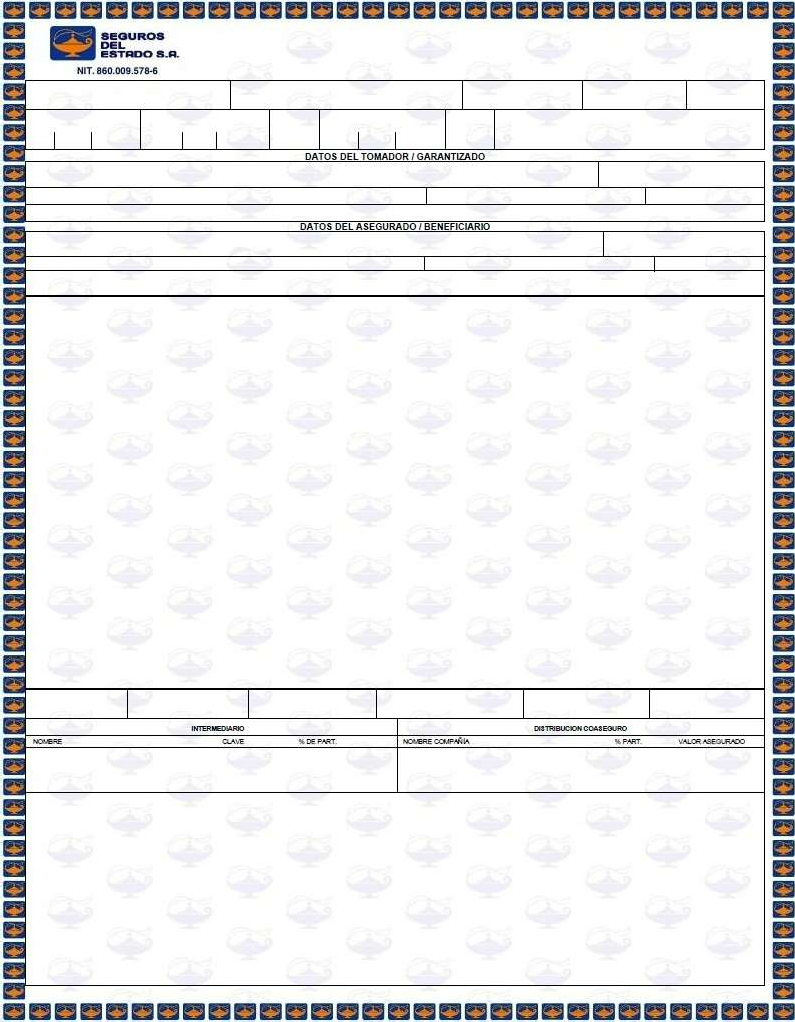 SEGUROS
DEL
ESTADO S.A.
NIT. 860.009.578-6
DATOS DEL TOMADOR / GARANTIZADO
DATOS DEL ASEGURADO / BENEFICIARIO
INTERMEDIARIO DISTRIBUCION COASEGURO
NOMBRE CLAVE % DE PART. NOMBRE COMPAÑÍA % PART. VALOR ASEGURADO